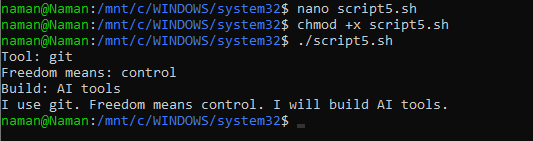 naman@Naman:/mnt/c/WINDOWS/system32$ nano script5.sh
naman@Naman:/mnt/c/WINDOWS/system32$ chmod +x script5.sh
naman@Naman:/mnt/c/WINDOWS/system32$ ./script5.sh
Tool: git
Freedom means: control
Build: AI tools
I use git. Freedom means control. I will build AI tools.
naman@Naman:/mnt/c/WINDOWS/system32$